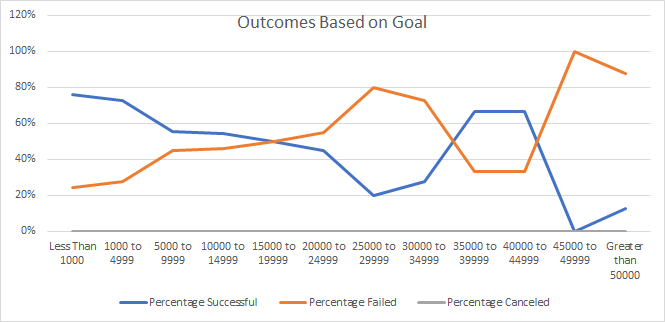 Outcomes Based on Goal
120%
100%
80%
60%
40%
20%
0%
Less Than 1000 to 5000 to 10000 to 15000 to 20000 to 25000 to 30000 to 35000 to 40000 to 45000 to Greater
1000 4999 9999 14999 19999 24999 29999 34999 39999 44999 49999 than
50000
Percentage Successful Percentage Failed Percentage Canceled